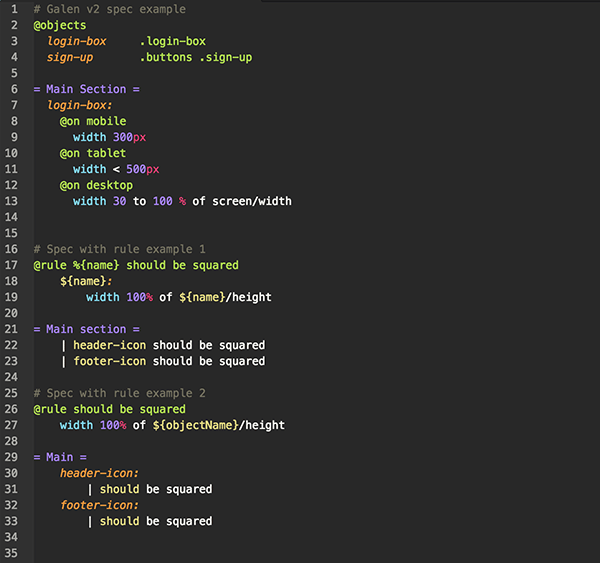 1 # Galen v2 spec example
2 @objects
3   login-box     .login-box
4   sign-up       .buttons .sign-up
5
6 = Main Section =
7   login-box:
8     @on mobile
9       width 300px
10     @on tablet
11       width < 500px
12     @on desktop
13       width 30 to 100 % of screen/width
14
15
16 # Spec with rule example 1
17 @rule %{name} should be squared
18     ${name}:
19         width 100% of ${name}/height
20
21 = Main section =
22     | header-icon should be squared
23     | footer-icon should be squared
24
25 # Spec with rule example 2
26 @rule should be squared
27     width 100% of ${objectName}/height
28
29 = Main =
30     header-icon:
31         | should be squared
32     footer-icon:
33         | should be squared
34
35